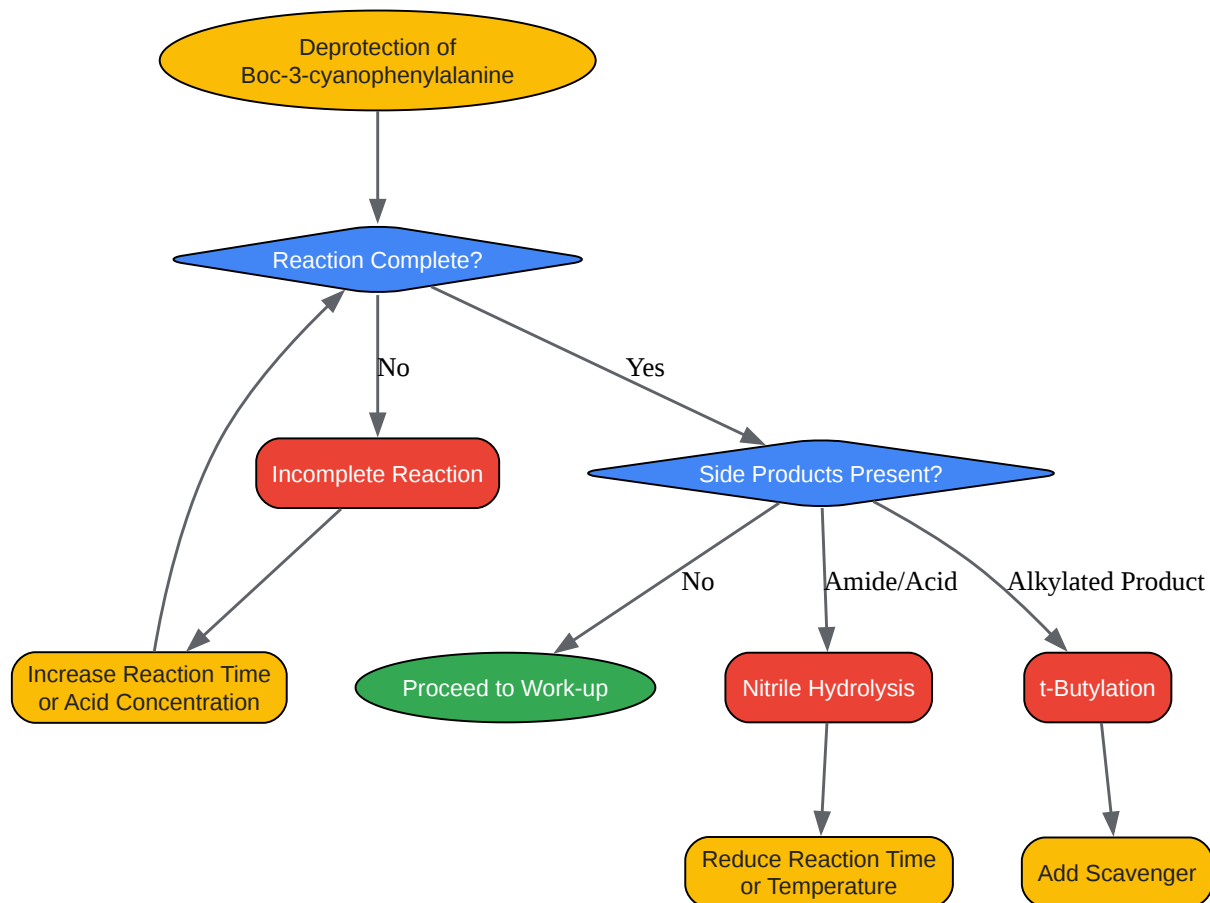 Deprotection of
Boc-3-cyanophenylalanine
Reaction Complete?
No
Yes
Incomplete Reaction
Side Products Present?
No
Amide/Acid
Alkylated Product
Increase Reaction Time
or Acid Concentration
Proceed to Work-up
Nitrile Hydrolysis
t-Butylation
Reduce Reaction Time
or Temperature
Add Scavenger